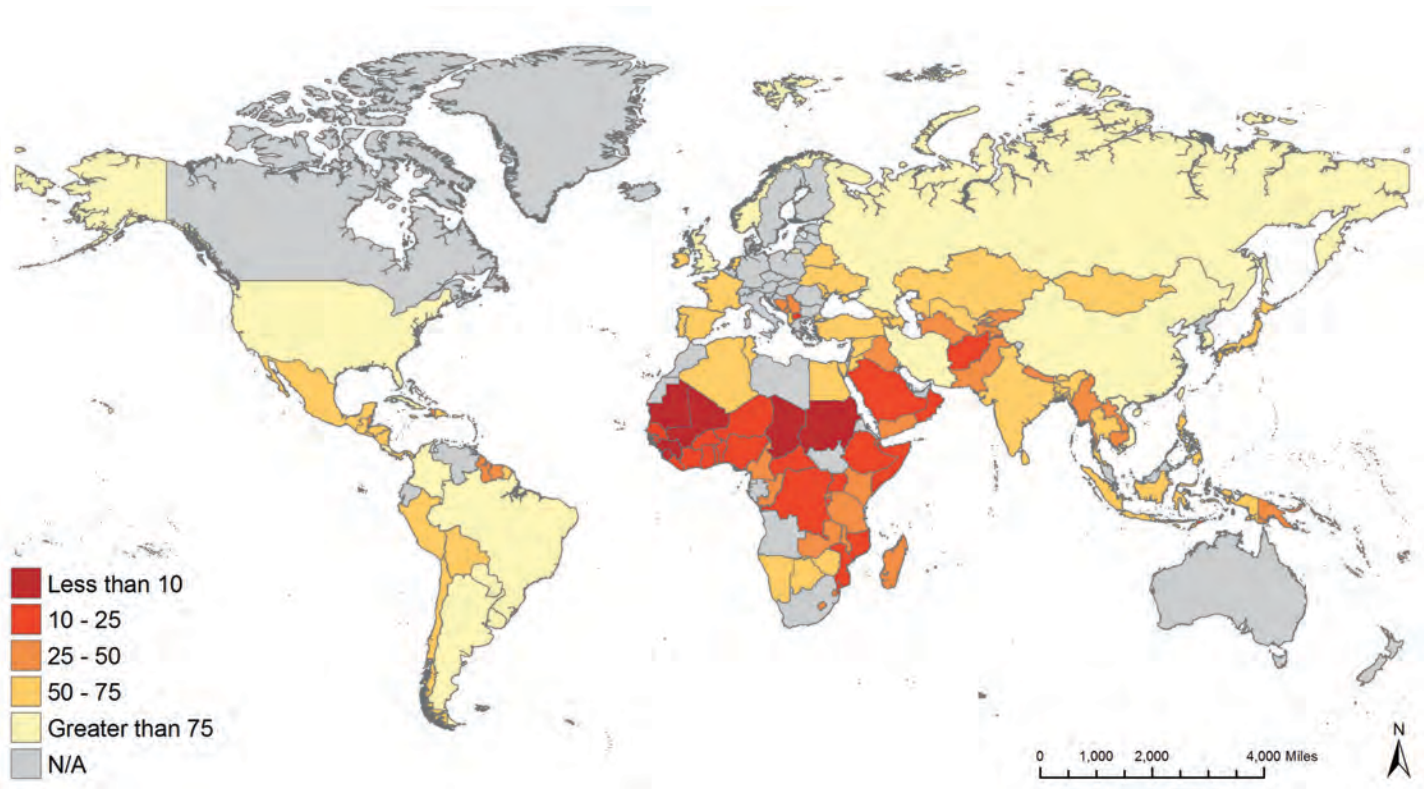 Less than 10
10 - 25
25 - 50
50 - 75
Greater than 75
N/A
N
0 1,000 2,000 4,000 Miles